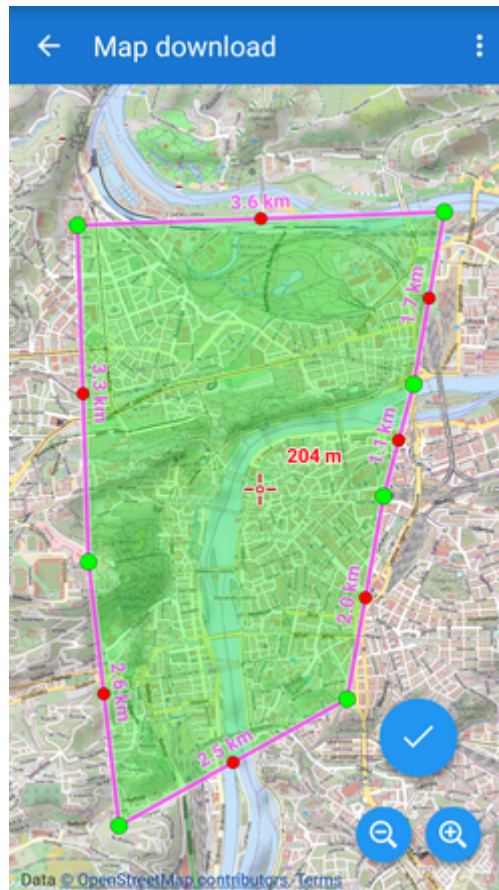 Map download
3.6 km
1.7 km
3.3 km
1.1 km
204 m
2.0 km
2.6 km
2.5 km
Data © OpenStreetMap contributors, Terms